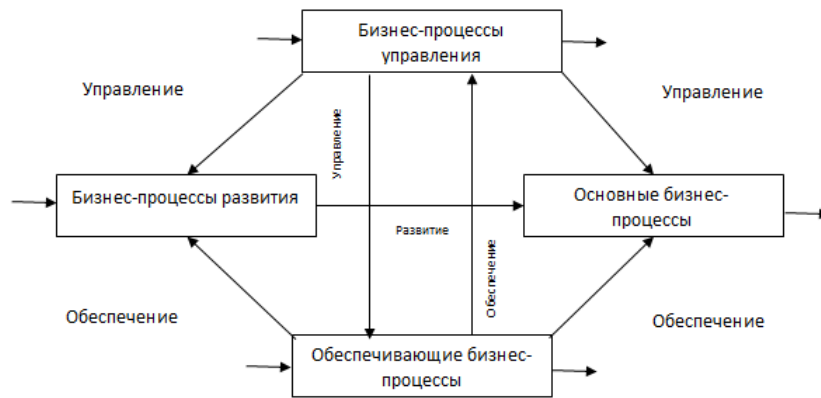 Бизнес-процессы
управления
Управление
Управление
Управление
Бизнес-процессы развития
Основные бизнес-
процессы
Развитие
Обеспечение
Обеспечение
Обеспечение
Обеспечивающие бизнес-
процессы